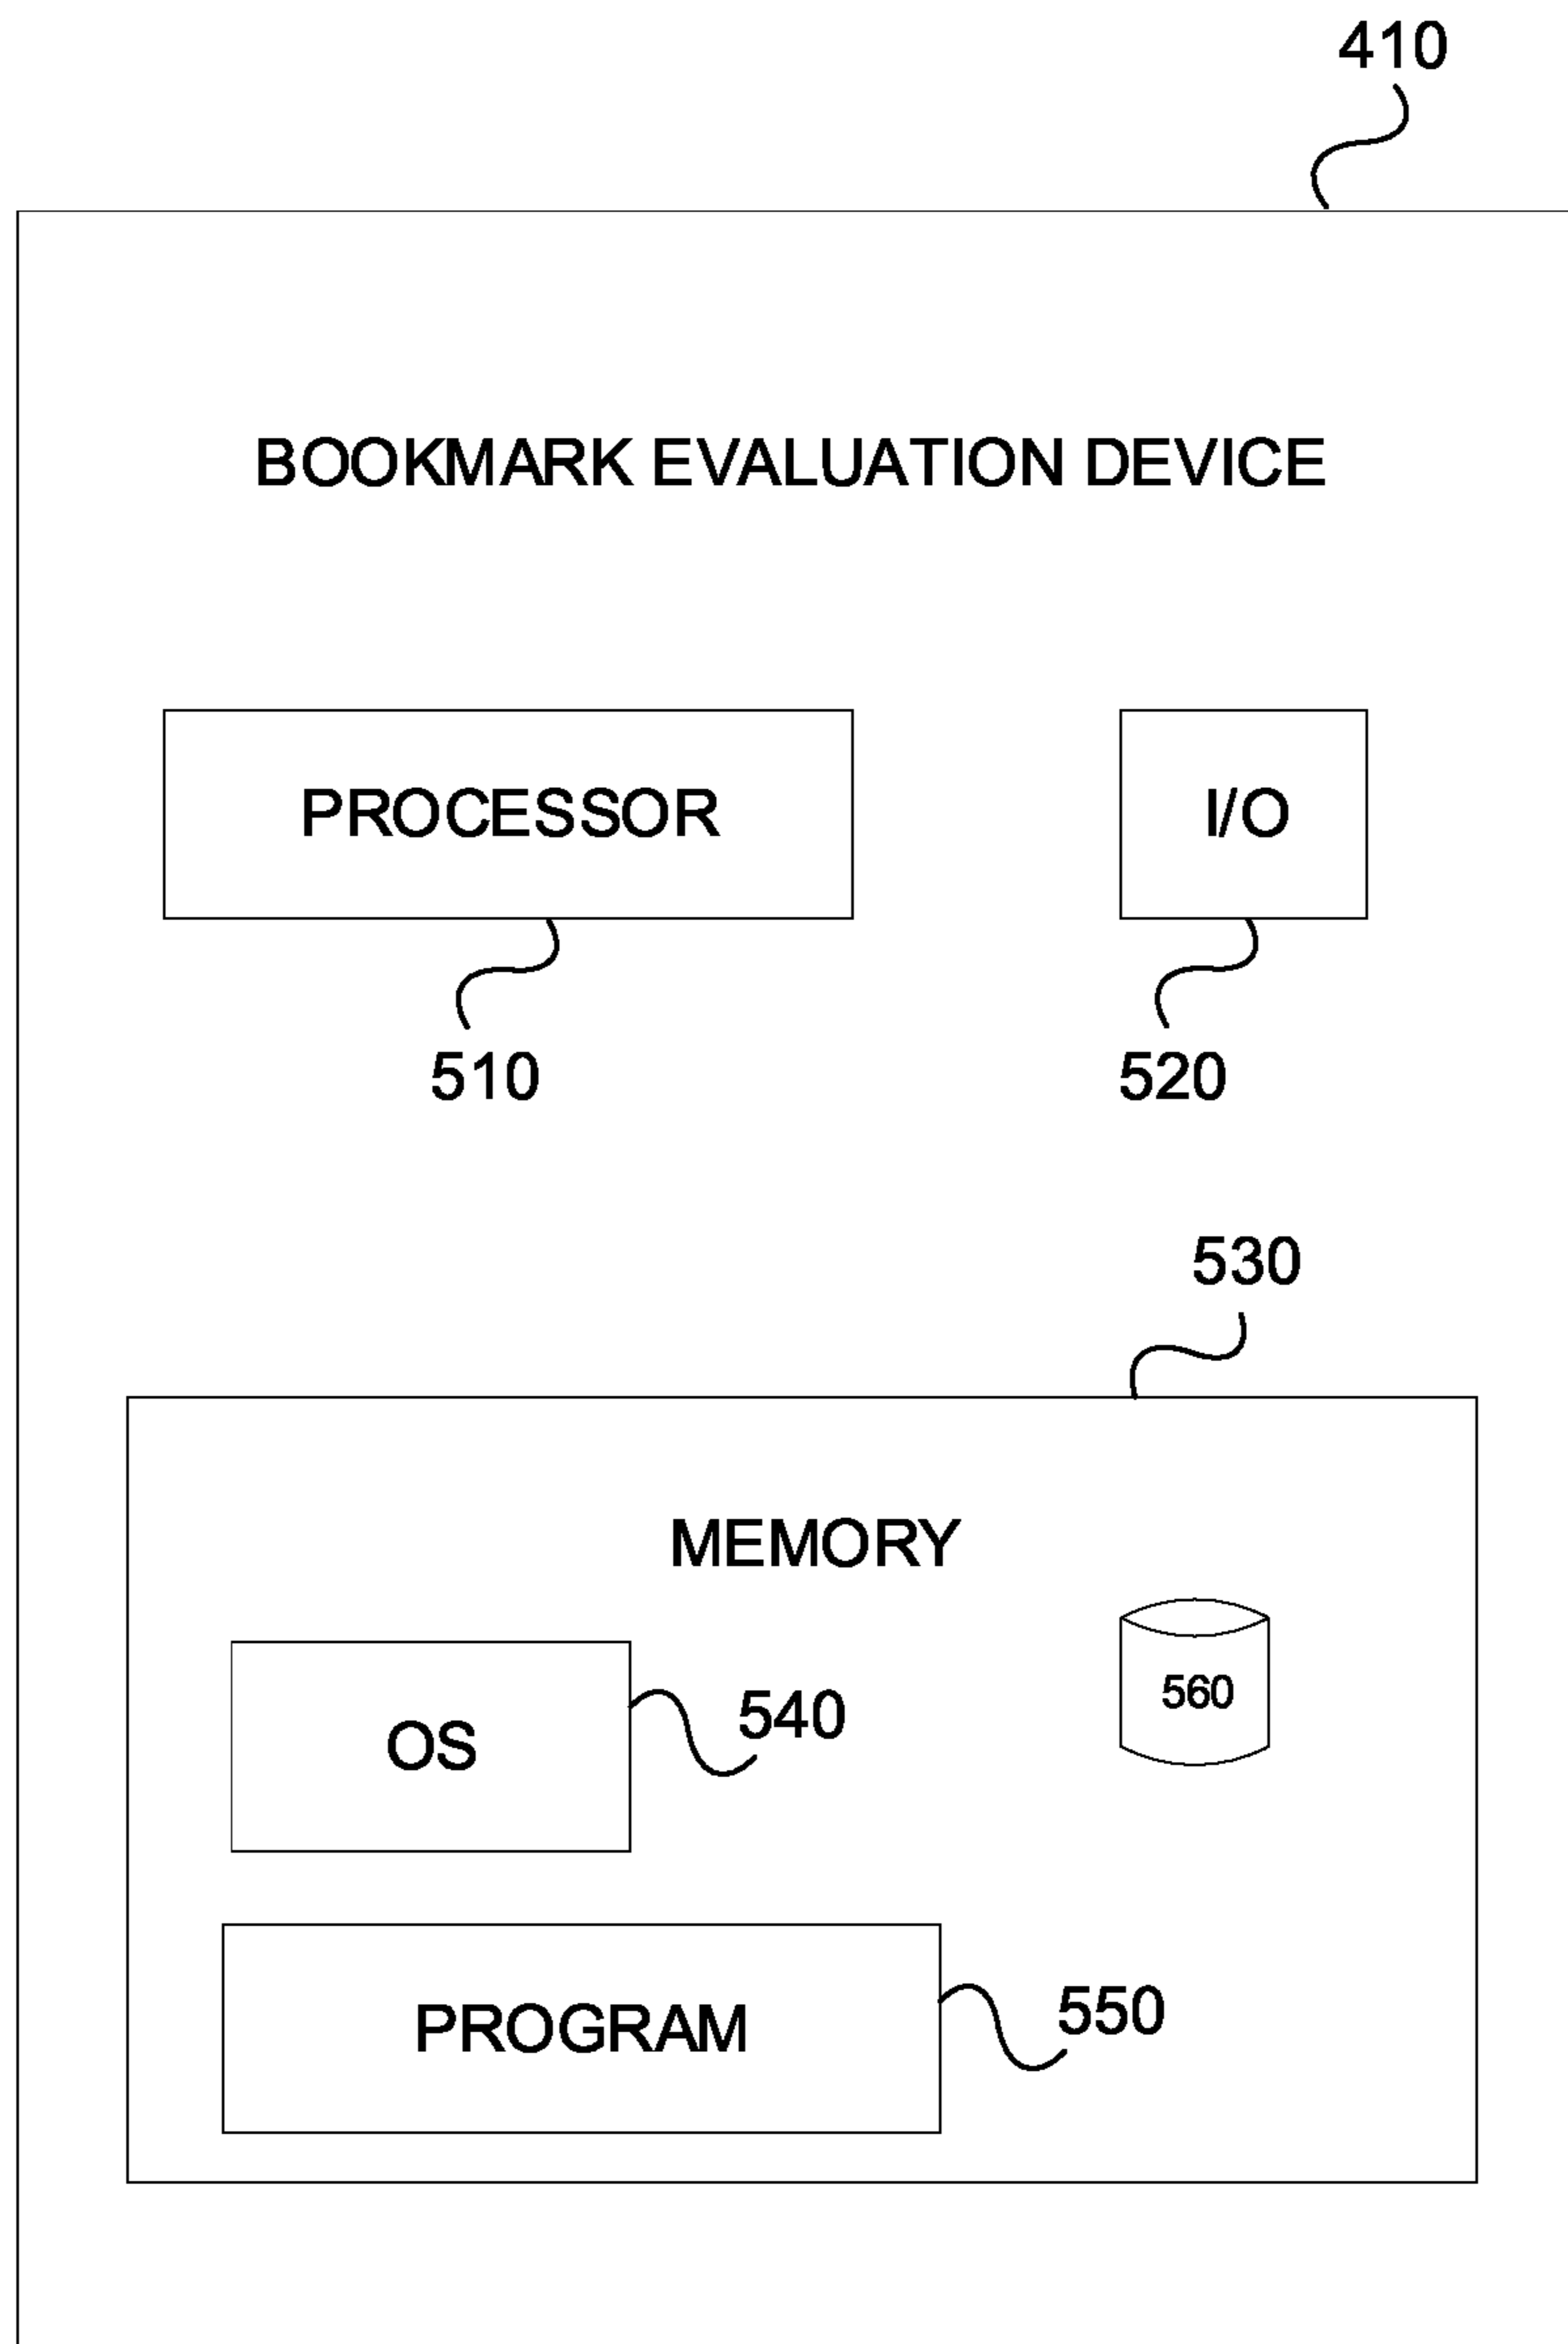 410
BOOKMARK EVALUATION DEVICE
PROCESSOR
I/O
510
520
530
MEMORY
560
OS
540
PROGRAM
550